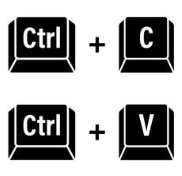 Ctrl + C
Ctrl + V